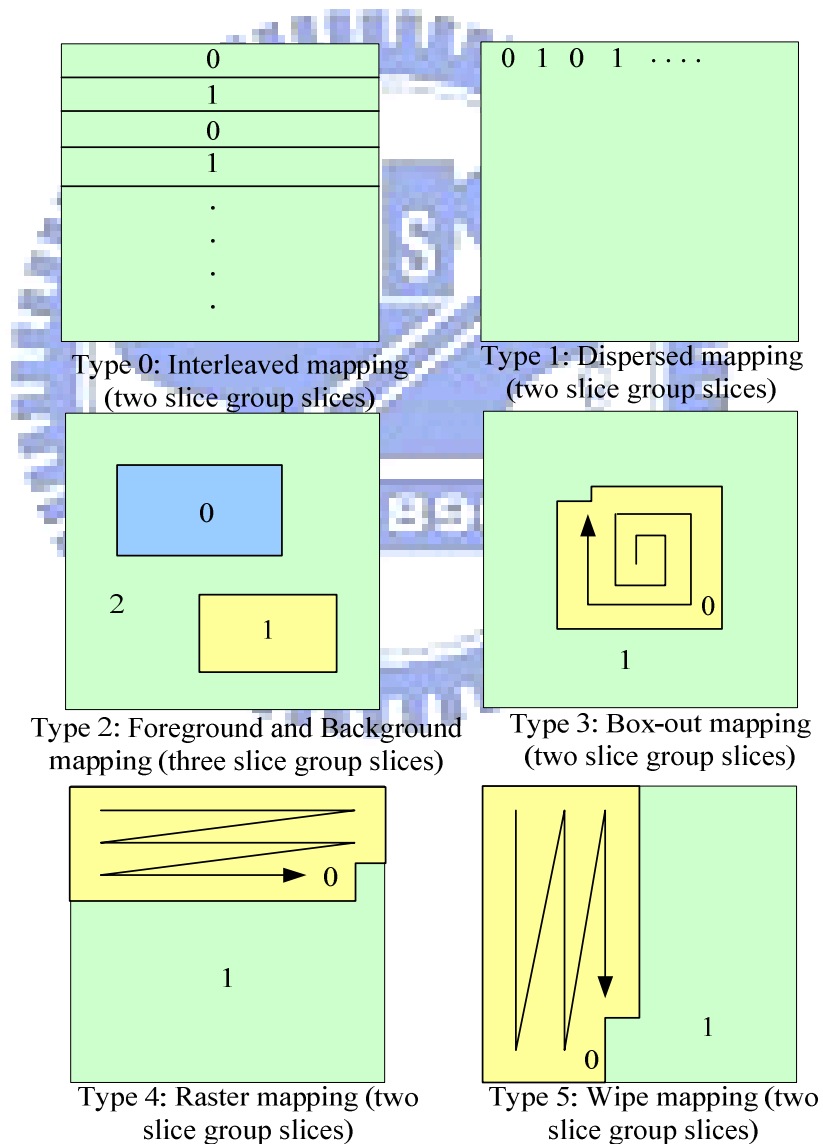 0
1
0
1
.
.
.
.
Type 0: Interleaved mapping
(two slice group slices)
0 1 0 1 ....
Type 1: Dispersed mapping
(two slice group slices)
0
2
1
Type 2: Foreground and Background
mapping (three slice group slices)
0
1
Type 3: Box-out mapping
(two slice group slices)
0
1
Type 4: Raster mapping (two
slice group slices)
1
0
Type 5: Wipe mapping (two
slice group slices)